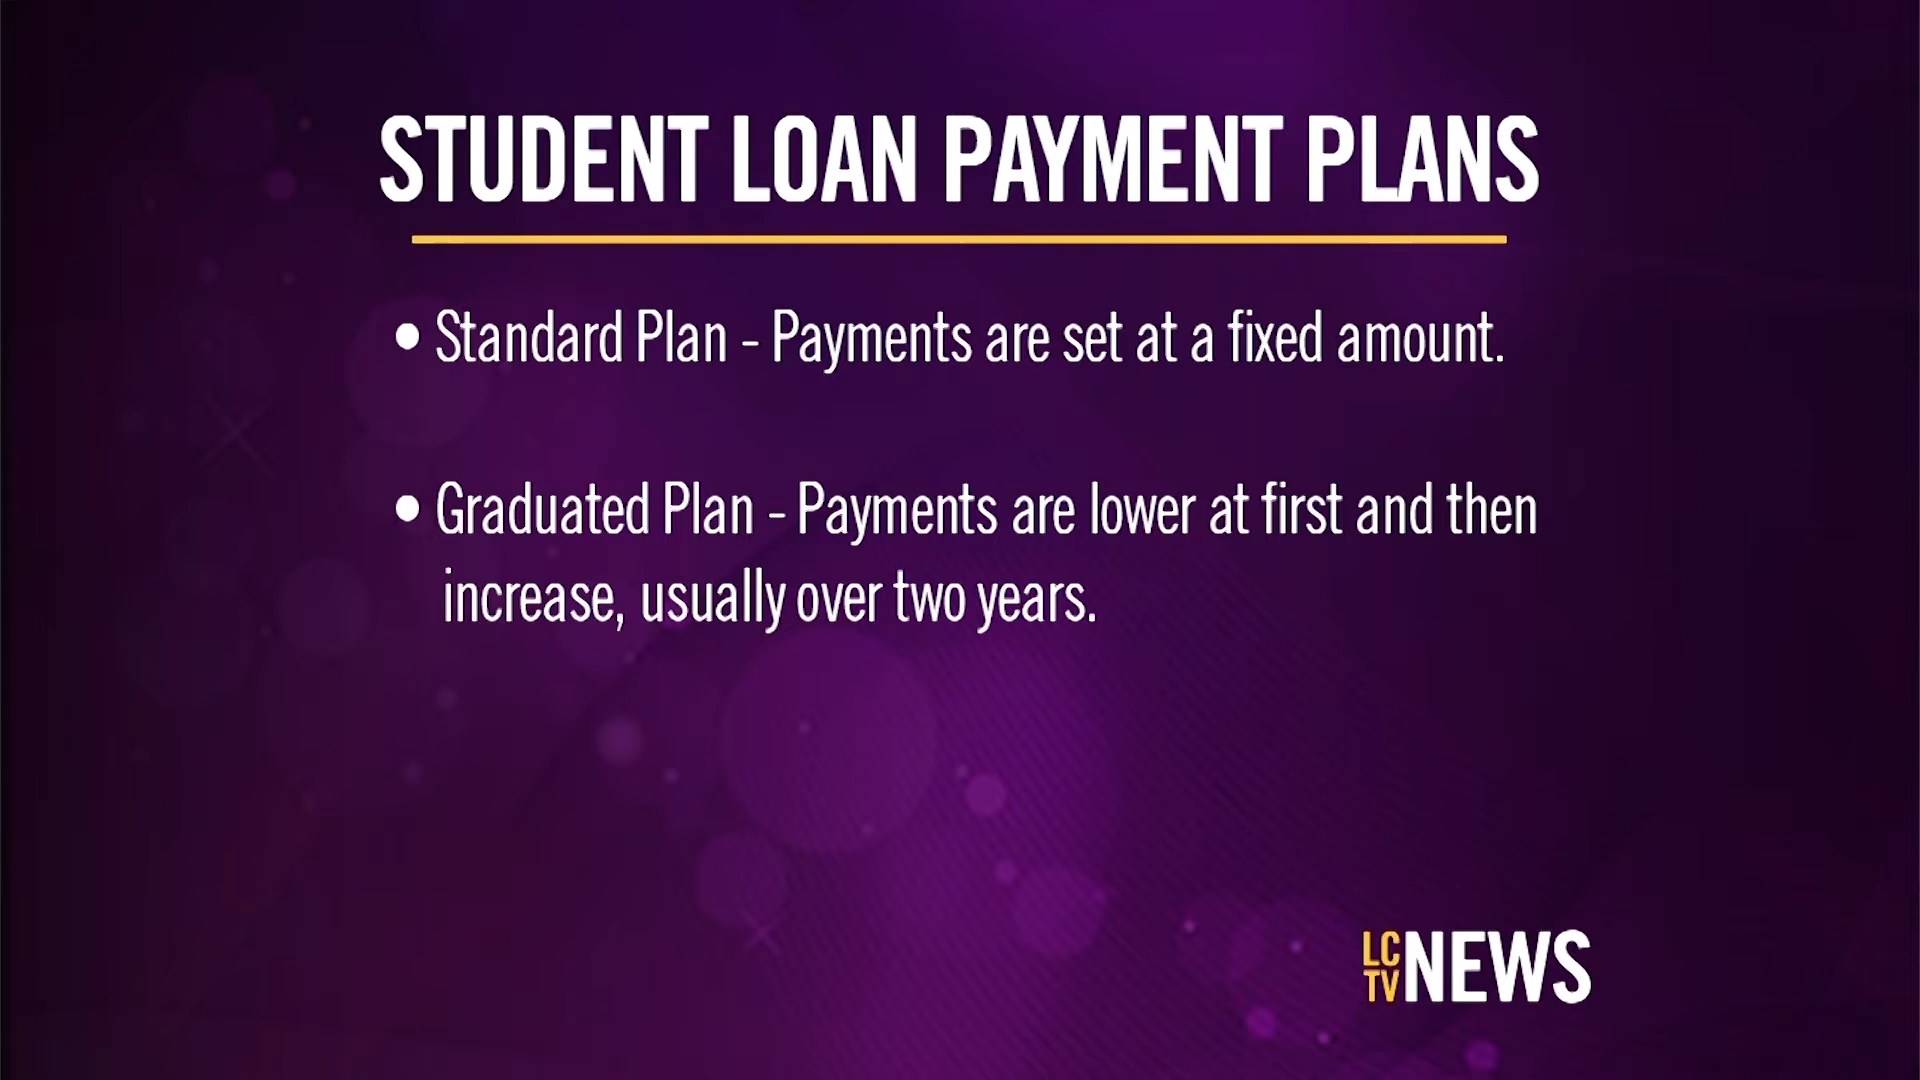 STUDENT LOAN PAYMENT PLANS
• Standard Plan - Payments are set at a fixed amount.
• Graduated Plan - Payments are lower at first and then
increase, usually over two years.
LC
TV
NEWS